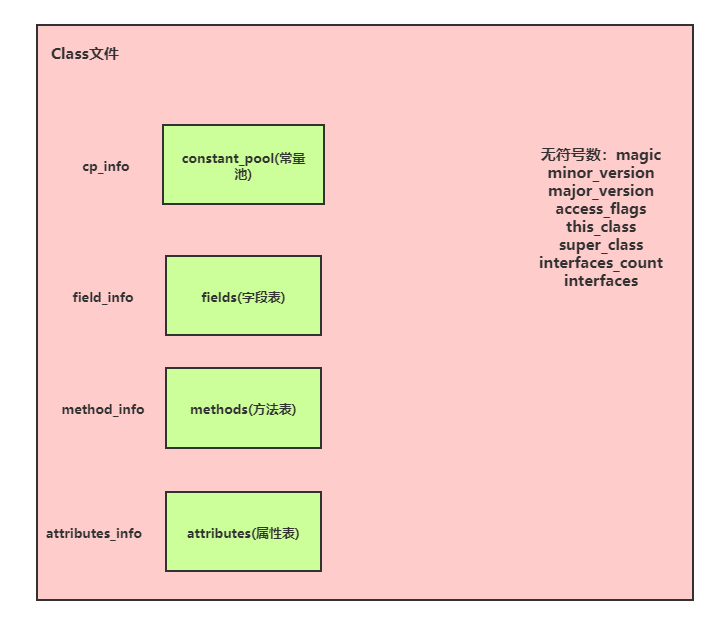 Class文件
cp_info
constant_pool(常量
池)
无符号数：magic
minor_version
major_version
access_flags
this_class
super_class
interfaces_count
interfaces
field_info
fields(字段表)
method_info
methods(方法表)
attributes_info
attributes(属性表)